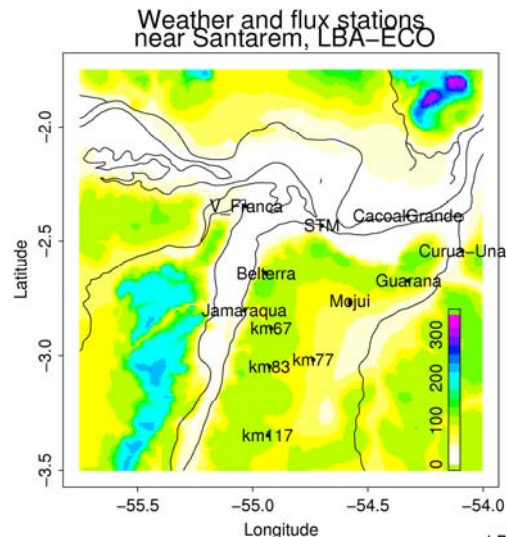 Weather and flux stations
near Santarem, LBA−ECO
Latitude
−2.0
−2.5
−3.0
−3.5
V_Franca
STM
CacoalGrande
Curua−Una
Belterra
Guarana
Mojui
Jamaraqua
km67
km77
km83
km117
0 100 200 300
−55.5 −55.0 −54.5 −54.0
Longitude